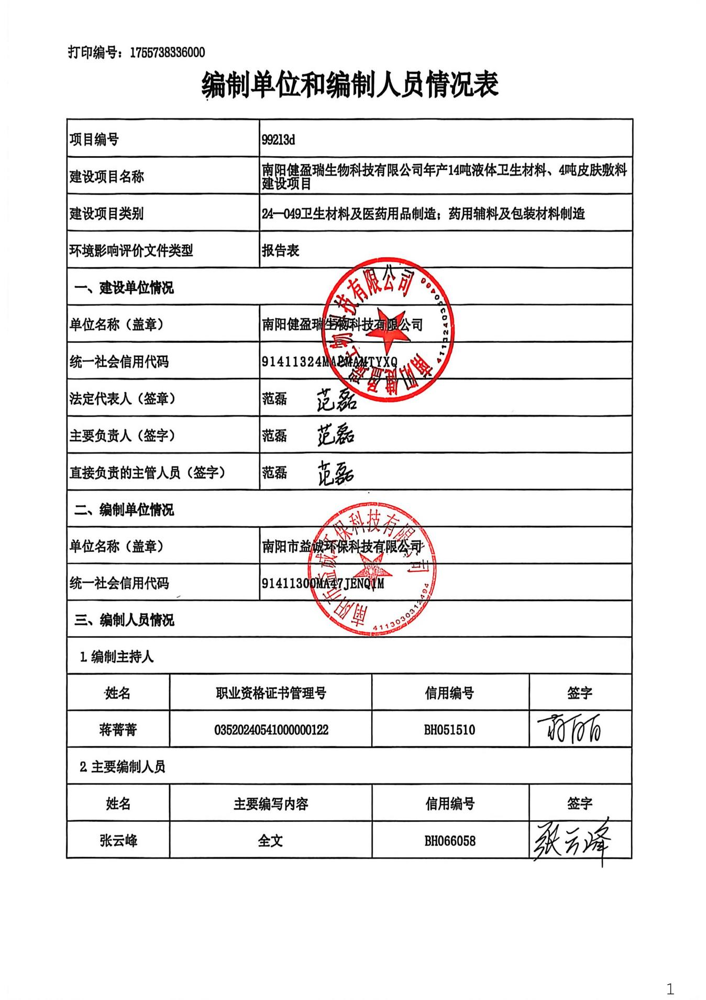 打印编号：1755738336000
编制单位和编制人员情况表
项目编号 99213d
建设项目名称 南阳健盈瑞生物科技有限公司年产14吨液体卫生材料、4吨皮肤敷料
建设项目
建设项目类别 24—049卫生材料及医药用品制造；药用辅料及包装材料制造
环境影响评价文件类型 报告表
一、建设单位情况
单位名称（盖章） 南阳健盈瑞生物科技有限公司
统一社会信用代码
法定代表人（签章） 范磊 范磊
主要负责人（签字） 范磊 范磊
直接负责的主管人员（签字） 范磊 范磊
二、编制单位情况
单位名称（盖章） 南阳市益诚环保科技有限公司
南阳市益诚环保科技有限公司
统一社会信用代码 91411300MA47JENQ1M
4113030312494
三、编制人员情况
1.编制主持人
姓名 职业资格证书管理号 信用编号 签字
蒋菁菁 03520240541000000122 BH051510
2.主要编制人员
姓名 主要编写内容 信用编号 签字
张云峰 全文 BH066058 张云峰
1